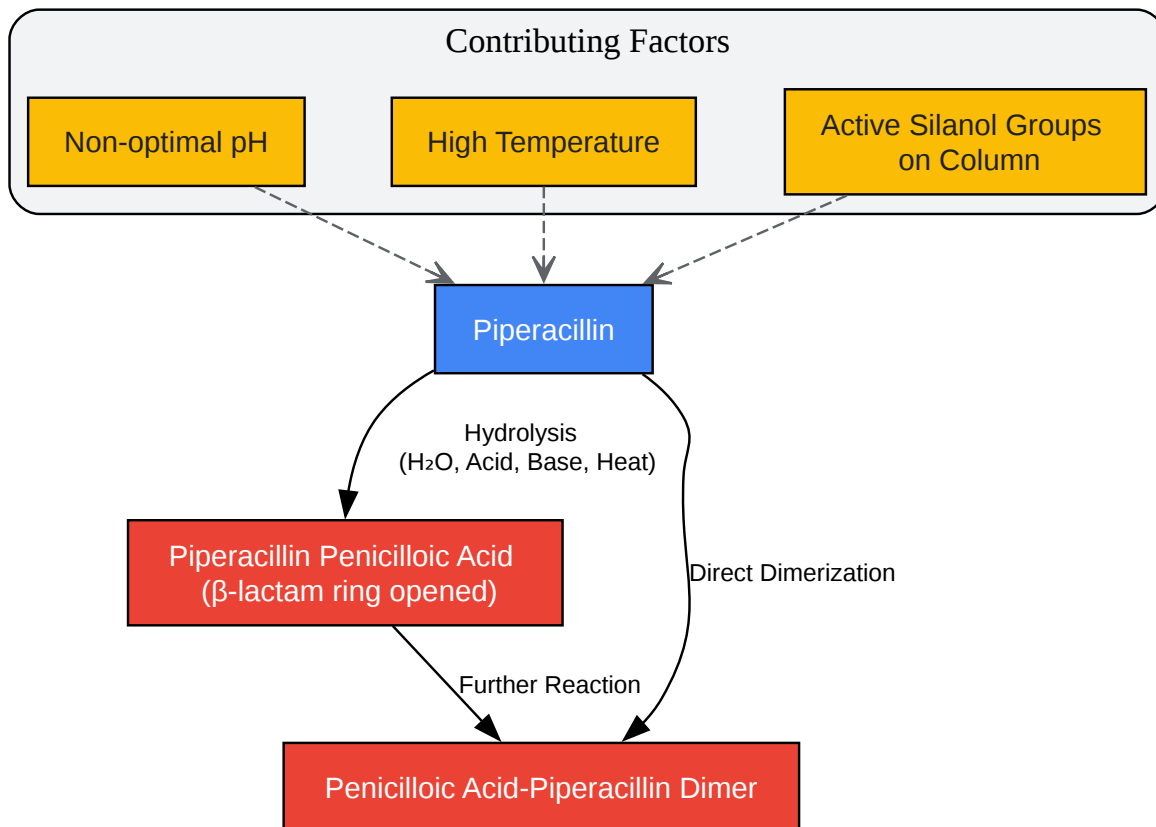 Contributing Factors
Non-optimal pH
High Temperature
Active Silanol Groups
on Column
Piperacillin
Hydrolysis
(H₂O, Acid, Base, Heat)
Piperacillin Penicilloic Acid
(β-lactam ring opened)
Direct Dimerization
Further Reaction
Penicilloic Acid-Piperacillin Dimer